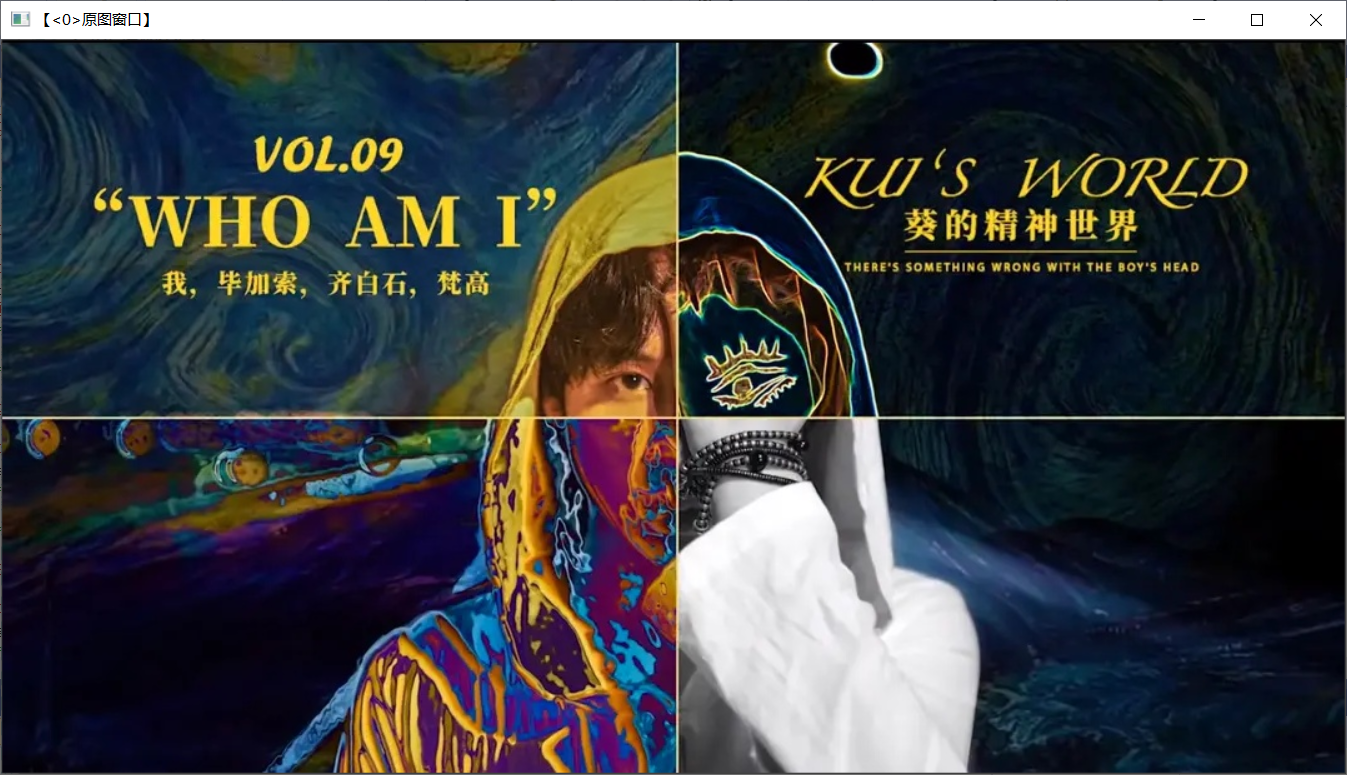 【<0>原图窗口】
VOL.09
“WHO AM I”
我，毕加索，齐白石，梵高
KUI‘S WORLD
葵的精神世界
THERE'S SOMETHING WRONG WITH THE BOY'S HEAD